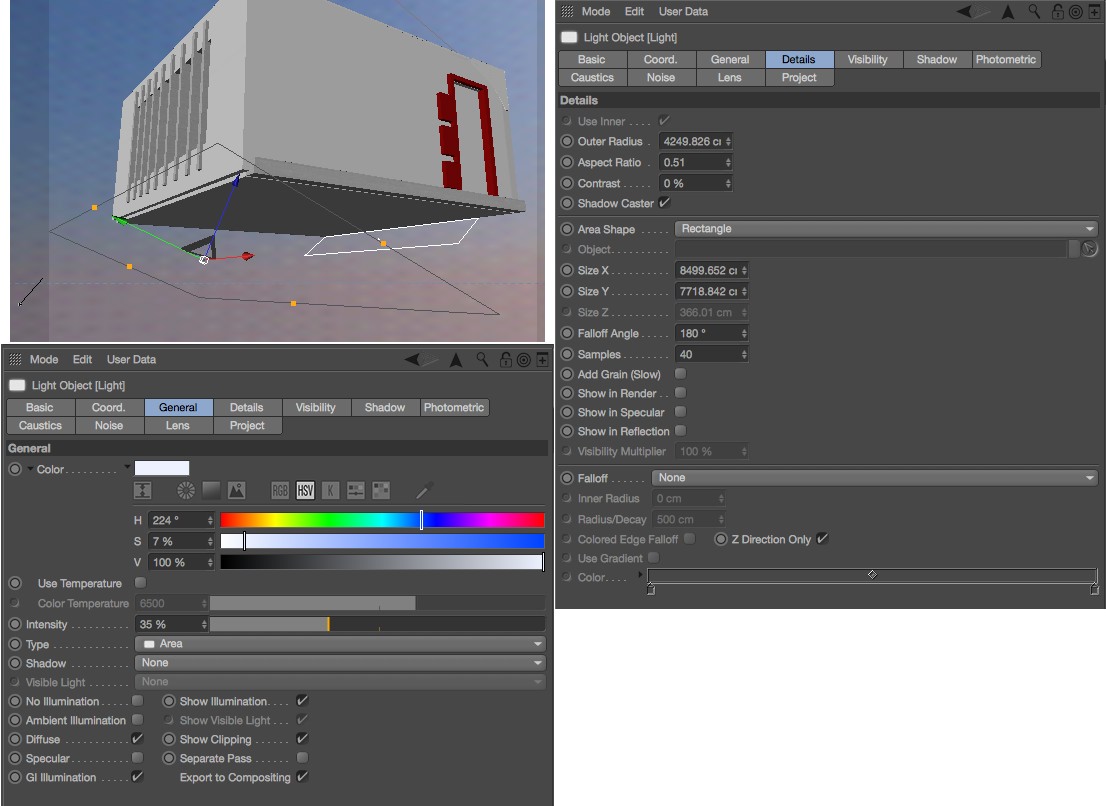 Mode Edit User Data
Light Object [Light]
Basic Coord. General Details Visibility Shadow Photometric
Caustics Noise Lens Project
General
Color
RGB HSV K
H 224 °
S 7 %
V 100 %
Use Temperature
Color Temperature 6500
Intensity 35 %
Type Area
Shadow None
Visible Light None
No Illumination Show Illumination
Ambient Illumination Show Visible Light
Diffuse Show Clipping
Specular Separate Pass
GI Illumination Export to Compositing
Mode Edit User Data
Light Object [Light]
Basic Coord. General Details Visibility Shadow Photometric
Caustics Noise Lens Project
Details
Use Inner
Outer Radius 4249.826 cı
Aspect Ratio 0.51
Contrast 0 %
Shadow Caster
Area Shape Rectangle
Object
Size X 8499.652 cı
Size Y 7718.842 cı
Size Z 366.01 cm
Falloff Angle 180 °
Samples 40
Add Grain (Slow)
Show in Render
Show in Specular
Show in Reflection
Visibility Multiplier 100 %
Falloff None
Inner Radius 0 cm
Radius/Decay 500 cm
Colored Edge Falloff Z Direction Only
Use Gradient
Color